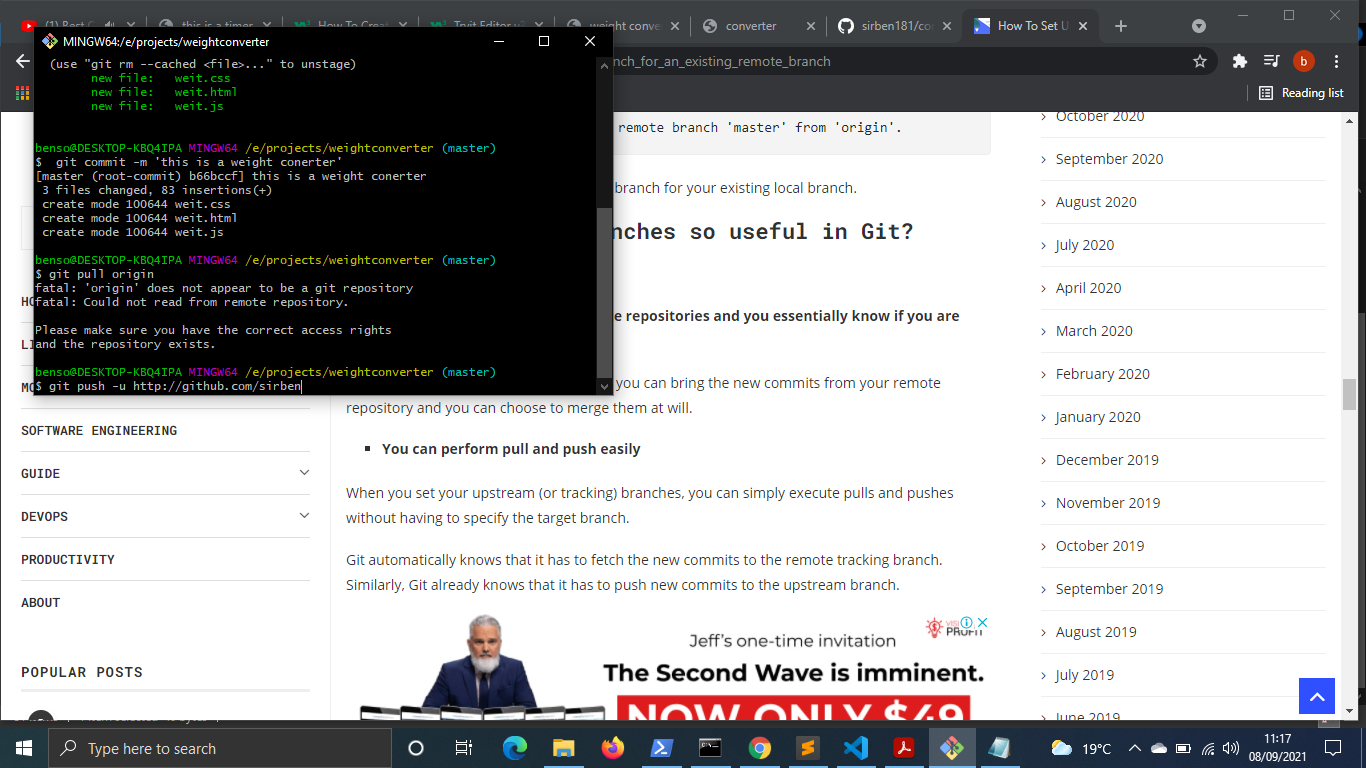 (1) Best C
this is a timer
How To Crea
Tryit Editor v
weight conver
converter
sirben181/co
How To Set U
MINGW64:/e/projects/weightconverter
nch_for_an_existing_remote_branch
b
Reading list
(use "git rm --cached <file>..." to unstage)
new file:   weit.css
new file:   weit.html
new file:   weit.js
benso@DESKTOP-KBQ4IPA MINGW64 /e/projects/weightconverter (master)
$  git commit -m 'this is a weight conerter'
[master (root-commit) b66bccf] this is a weight conerter
3 files changed, 83 insertions(+)
create mode 100644 weit.css
create mode 100644 weit.html
create mode 100644 weit.js
benso@DESKTOP-KBQ4IPA MINGW64 /e/projects/weightconverter (master)
$ git pull origin
fatal: 'origin' does not appear to be a git repository
fatal: Could not read from remote repository.
Please make sure you have the correct access rights
and the repository exists.
benso@DESKTOP-KBQ4IPA MINGW64 /e/projects/weightconverter (master)
$ git push -u http://github.com/sirben
HO
LI
MO
SOFTWARE ENGINEERING
GUIDE
DEVOPS
PRODUCTIVITY
ABOUT
POPULAR POSTS
remote branch 'master' from 'origin'.
branch for your existing local branch.
nches so useful in Git?
e repositories and you essentially know if you are
you can bring the new commits from your remote
repository and you can choose to merge them at will.
You can perform pull and push easily
When you set your upstream (or tracking) branches, you can simply execute pulls and pushes
without having to specify the target branch.
Git automatically knows that it has to fetch the new commits to the remote tracking branch.
Similarly, Git already knows that it has to push new commits to the upstream branch.
Jeff's one-time invitation
PROFIT
The Second Wave is imminent.
NOW ONLY $49
October 2020
September 2020
August 2020
July 2020
April 2020
March 2020
February 2020
January 2020
December 2019
November 2019
October 2019
September 2019
August 2019
July 2019
June 2019
Type here to search
19°C
11:17
08/09/2021